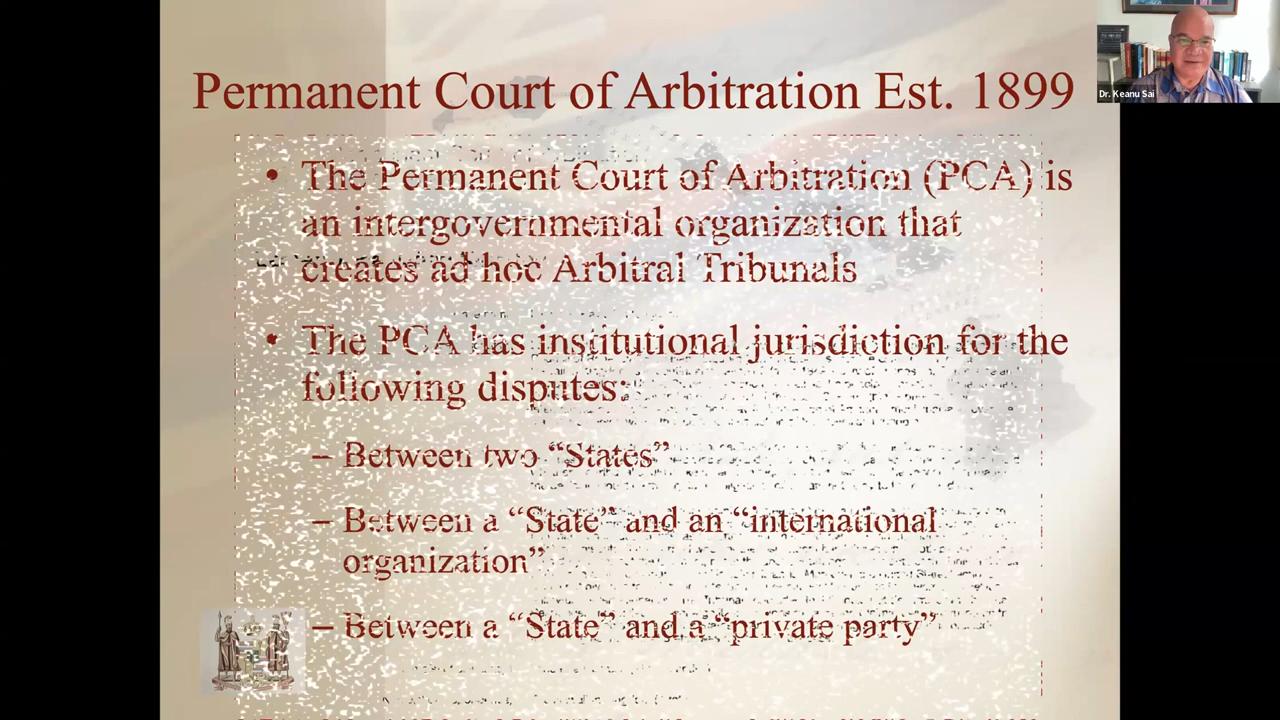 Permanent Court of Arbitration Est. 1899
Dr. Keanu Sai
• The Permanent Court of Arbitration (PCA) is
an intergovernmental organization that
creates ad hoc Arbitral Tribunals
• The PCA has institutional jurisdiction for the
following disputes:
– Between two “States”
– Between a “State” and an “international
organization”
– Between a “State” and a “private party”